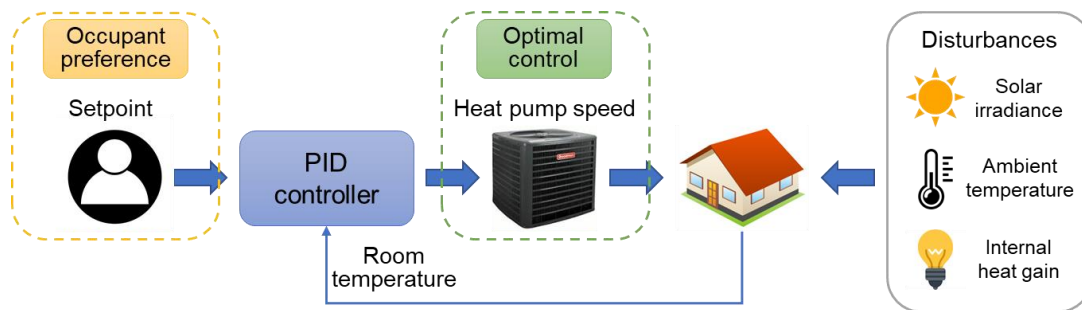 Occupant
preference
Setpoint
PID
controller
Optimal
control
Heat pump speed
Room
temperature
Disturbances
Solar
irradiance
Ambient
temperature
Internal
heat gain